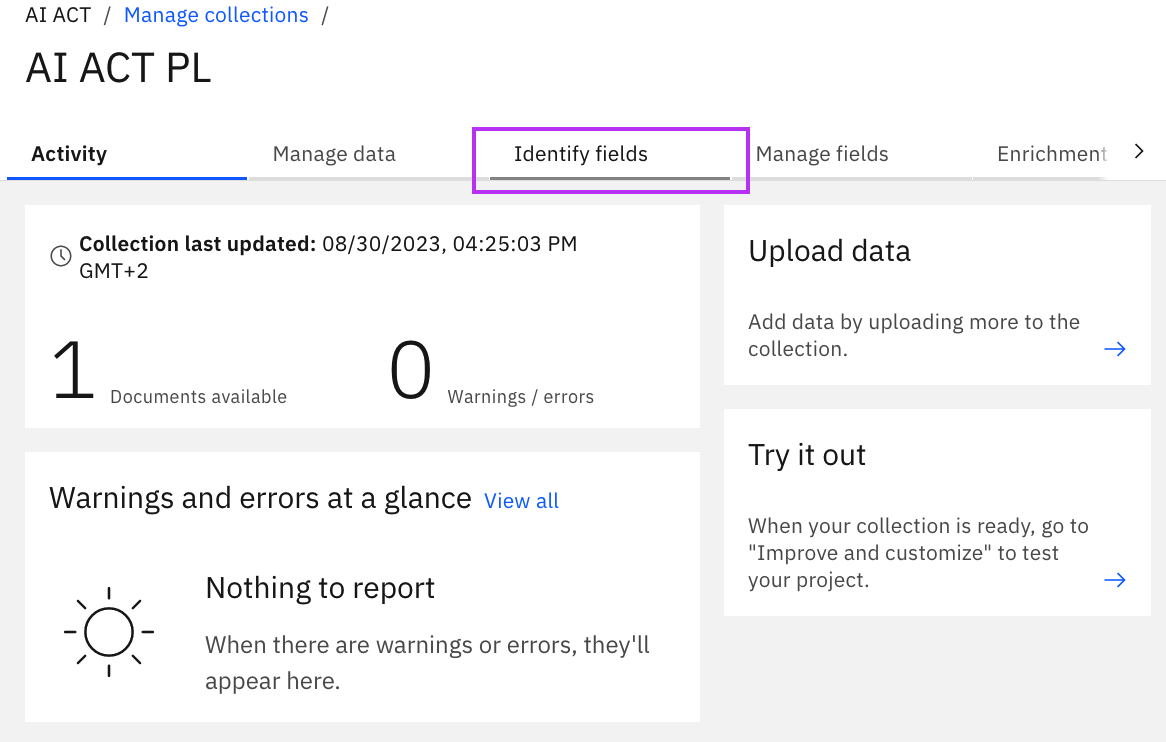 AI ACT / Manage collections /
AI ACT PL
Activity Manage data Identify fields Manage fields Enrichment
Collection last updated: 08/30/2023, 04:25:03 PM
GMT+2
1 Documents available 0 Warnings / errors
Warnings and errors at a glance View all
Nothing to report
When there are warnings or errors, they'll
appear here.
Upload data
Add data by uploading more to the
collection.
Try it out
When your collection is ready, go to
"Improve and customize" to test
your project.